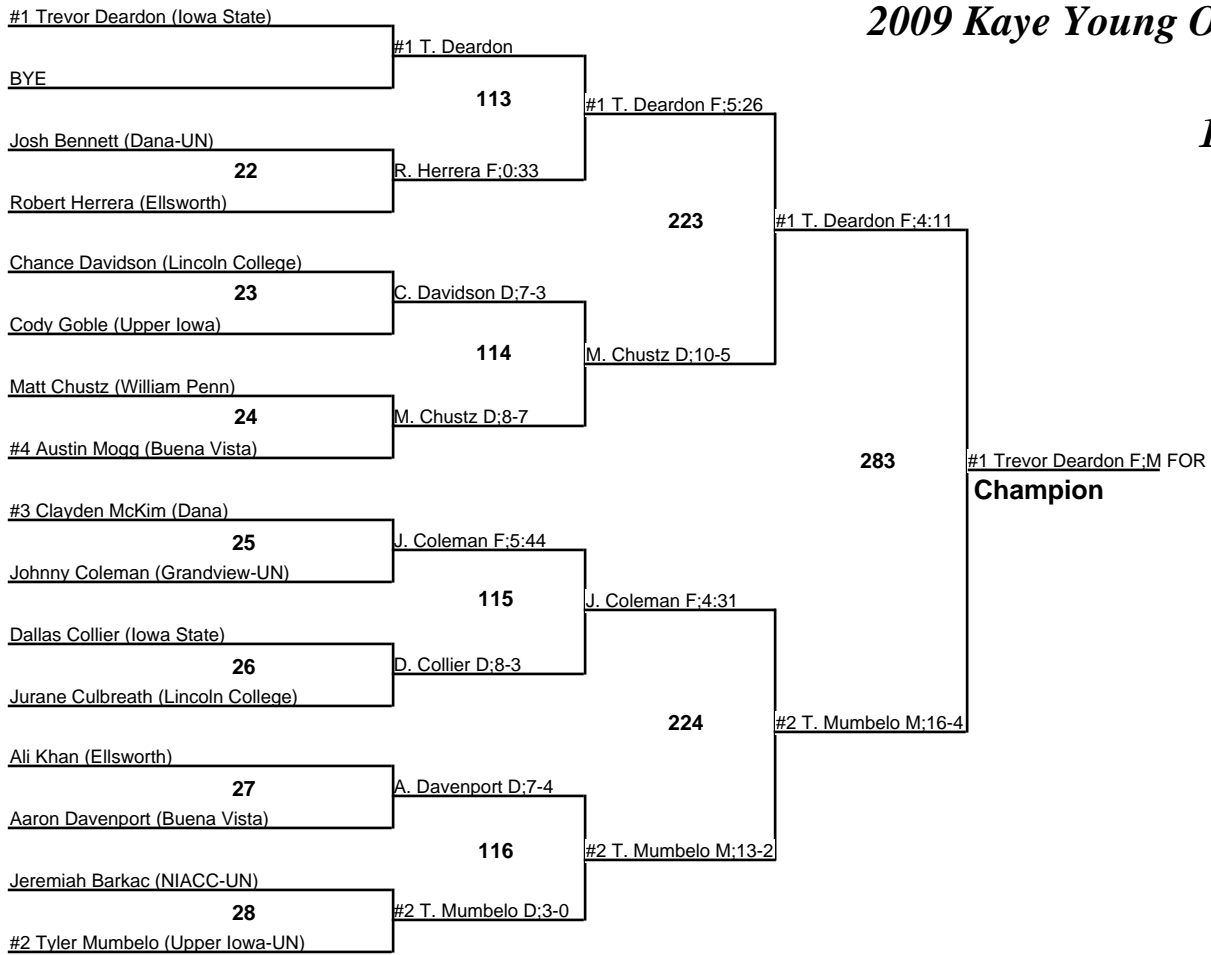 2009 Kaye Young O
#1 Trevor Deardon (Iowa State)
#1 T. Deardon
BYE
113
#1 T. Deardon F;5:26
Josh Bennett (Dana-UN)
22
R. Herrera F;0:33
Robert Herrera (Ellsworth)
223
#1 T. Deardon F;4:11
Chance Davidson (Lincoln College)
23
C. Davidson D;7-3
Cody Goble (Upper Iowa)
114
M. Chustz D;10-5
Matt Chustz (William Penn)
24
M. Chustz D;8-7
#4 Austin Mogg (Buena Vista)
283
#1 Trevor Deardon F;M FOR
Champion
#3 Clayden McKim (Dana)
25
J. Coleman F;5:44
Johnny Coleman (Grandview-UN)
115
J. Coleman F;4:31
Dallas Collier (Iowa State)
26
D. Collier D;8-3
Jurane Culbreath (Lincoln College)
224
#2 T. Mumbelo M;16-4
Ali Khan (Ellsworth)
27
A. Davenport D;7-4
Aaron Davenport (Buena Vista)
116
#2 T. Mumbelo M;13-2
Jeremiah Barkac (NIACC-UN)
28
#2 T. Mumbelo D;3-0
#2 Tyler Mumbelo (Upper Iowa-UN)